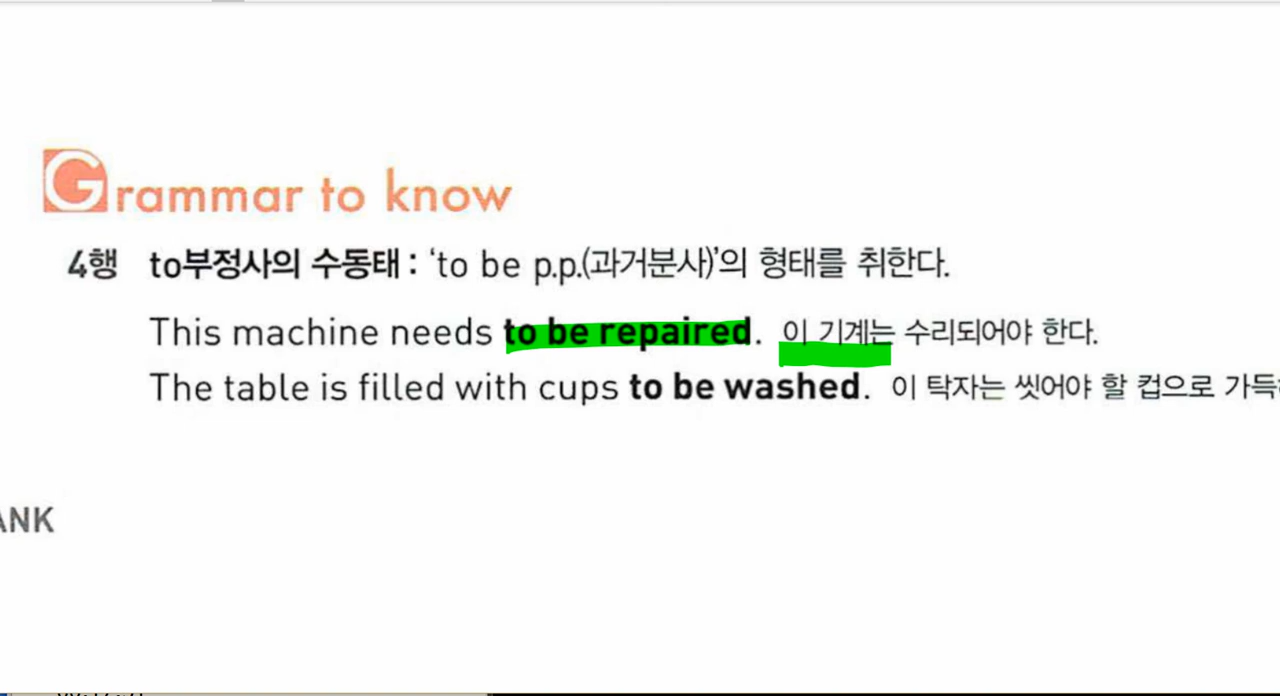 Grammar to know
4행 to부정사의 수동태 : ‘to be p.p.(과거분사)’의 형태를 취한다.
This machine needs to be repaired. 이 기계는 수리되어야 한다.
The table is filled with cups to be washed. 이 탁자는 씻어야 할 컵으로 가득
ANK